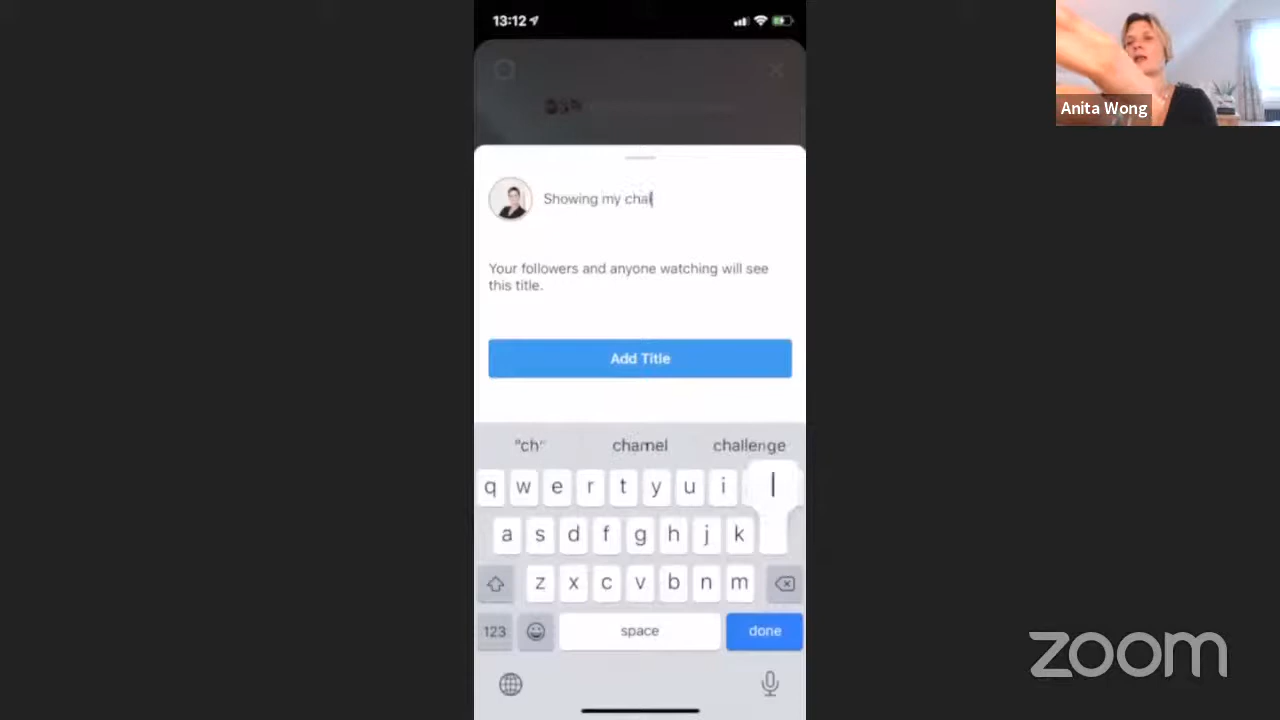 13:12
Anita Wong
Showing my chal
Your followers and anyone watching will see
this title.
Add Title
"ch" chamel challenge
q w e r t y u i l
a s d f g h j k
z x c v b n m
123 space done
zoom